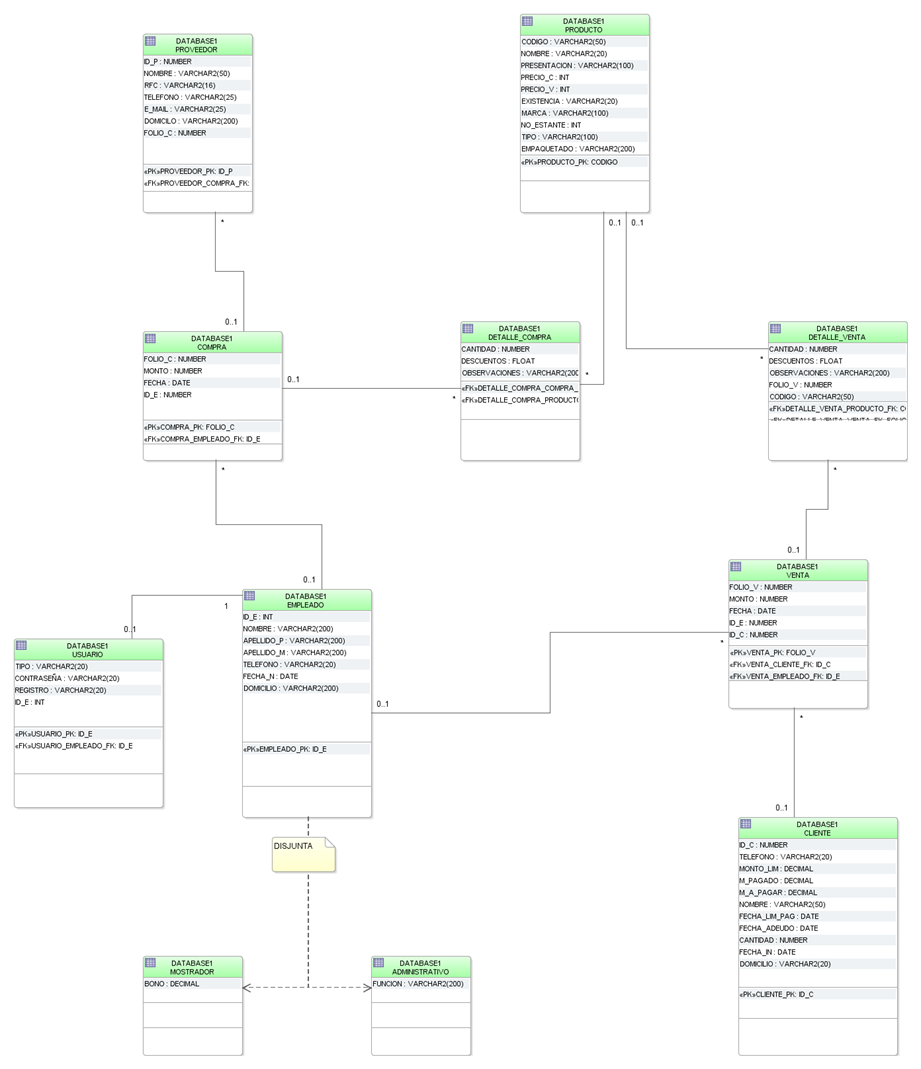 DATABASE1
PROVEEDOR
ID_P : NUMBER
NOMBRE : VARCHAR2(50)
RFC : VARCHAR2(16)
TELEFONO : VARCHAR2(25)
E_MAIL : VARCHAR2(25)
DOMICILO : VARCHAR2(200)
FOLIO_C : NUMBER
«PK»PROVEEDOR_PK: ID_P
«FK»PROVEEDOR_COMPRA_FK:
DATABASE1
PRODUCTO
CODIGO : VARCHAR2(50)
NOMBRE : VARCHAR2(20)
PRESENTACION : VARCHAR2(100)
PRECIO_C : INT
PRECIO_V : INT
EXISTENCIA : VARCHAR2(20)
MARCA : VARCHAR2(100)
NO_ESTANTE : INT
TIPO : VARCHAR2(100)
EMPAQUETADO : VARCHAR2(200)
«PK»PRODUCTO_PK: CODIGO
*
0..1
0..1
0..1
DATABASE1
COMPRA
FOLIO_C : NUMBER
MONTO : NUMBER
FECHA : DATE
ID_E : NUMBER
«PK»COMPRA_PK: FOLIO_C
«FK»COMPRA_EMPLEADO_FK: ID_E
0..1
*
DATABASE1
DETALLE_COMPRA
CANTIDAD : NUMBER
DESCUENTOS : FLOAT
OBSERVACIONES : VARCHAR2(200
«FK»DETALLE_COMPRA_COMPRA_
«FK»DETALLE_COMPRA_PRODUCTO
*
*
DATABASE1
DETALLE_VENTA
CANTIDAD : NUMBER
DESCUENTOS : FLOAT
OBSERVACIONES : VARCHAR2(200)
FOLIO_V : NUMBER
CODIGO : VARCHAR2(50)
«FK»DETALLE_VENTA_PRODUCTO_FK: CO
«FK»DETALLE_VENTA_VENTA_FK: FOLIO
*
*
0..1
0..1
DATABASE1
EMPLEADO
ID_E : INT
NOMBRE : VARCHAR2(200)
APELLIDO_P : VARCHAR2(200)
APELLIDO_M : VARCHAR2(200)
TELEFONO : VARCHAR2(20)
FECHA_N : DATE
DOMICILIO : VARCHAR2(200)
«PK»EMPLEADO_PK: ID_E
1
0..1
0..1
DATABASE1
USUARIO
TIPO : VARCHAR2(20)
CONTRASEÑA : VARCHAR2(20)
REGISTRO : VARCHAR2(20)
ID_E : INT
«PK»USUARIO_PK: ID_E
«FK»USUARIO_EMPLEADO_FK: ID_E
DATABASE1
VENTA
FOLIO_V : NUMBER
MONTO : NUMBER
FECHA : DATE
ID_E : NUMBER
ID_C : NUMBER
«PK»VENTA_PK: FOLIO_V
«FK»VENTA_CLIENTE_FK: ID_C
«FK»VENTA_EMPLEADO_FK: ID_E
*
*
0..1
DISJUNTA
DATABASE1
MOSTRADOR
BONO : DECIMAL
DATABASE1
ADMINISTRATIVO
FUNCION : VARCHAR2(200)
DATABASE1
CLIENTE
ID_C : NUMBER
TELEFONO : VARCHAR2(20)
MONTO_LIM : DECIMAL
M_PAGADO : DECIMAL
M_A_PAGAR : DECIMAL
NOMBRE : VARCHAR2(50)
FECHA_LIM_PAG : DATE
FECHA_ADEUDO : DATE
CANTIDAD : NUMBER
FECHA_IN : DATE
DOMICILIO : VARCHAR2(20)
«PK»CLIENTE_PK: ID_C